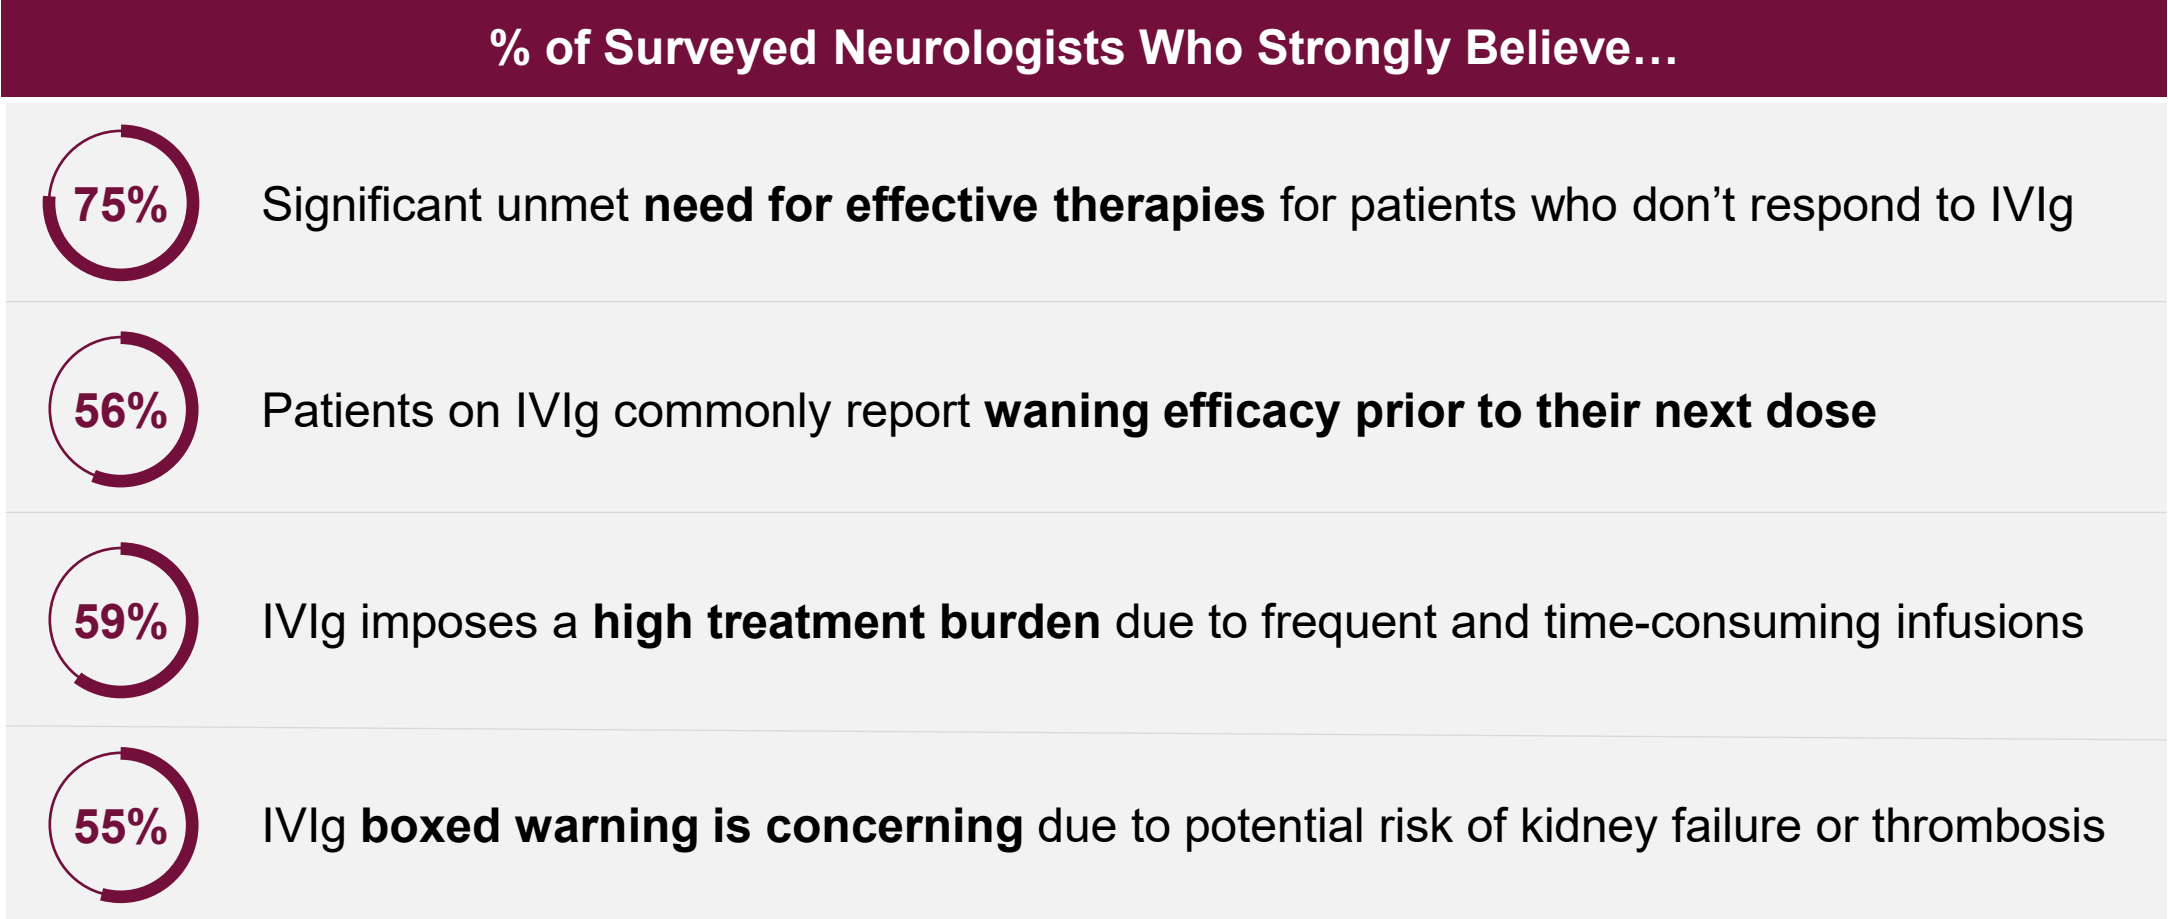 % of Surveyed Neurologists Who Strongly Believe…
75%
Significant unmet need for effective therapies for patients who don’t respond to IVIg
56%
Patients on IVIg commonly report waning efficacy prior to their next dose
59%
IVIg imposes a high treatment burden due to frequent and time-consuming infusions
55%
IVIg boxed warning is concerning due to potential risk of kidney failure or thrombosis